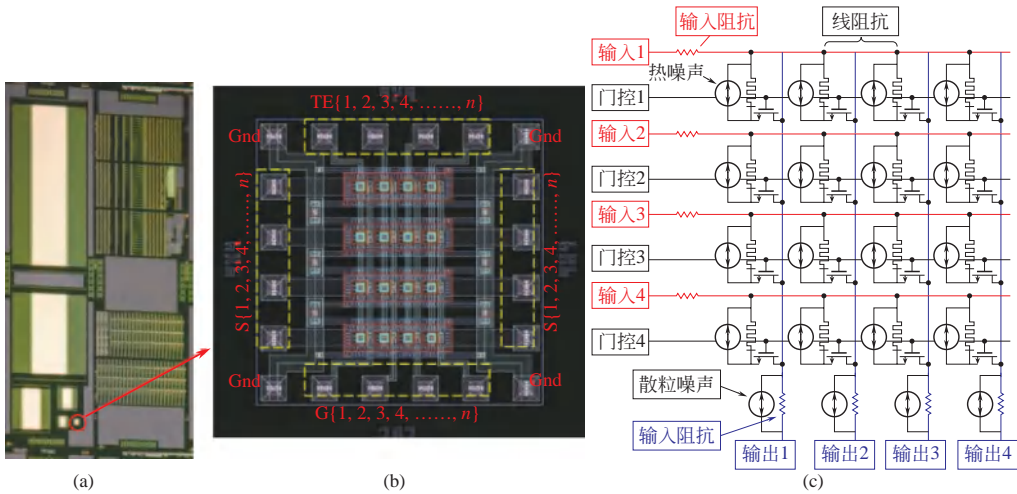 TE{1, 2, 3, 4, ……, n}
Gnd
Gnd
S{1, 2, 3, 4, ……, n}
S{1, 2, 3, 4, ……, n}
Gnd
Gnd
G{1, 2, 3, 4, ……, n}
(a)
(b)
输入阻抗
线阻抗
输入1
热噪声
门控1
输入2
门控2
输入3
门控3
输入4
门控4
散粒噪声
输入阻抗
输出1
输出2
输出3
输出4
(c)